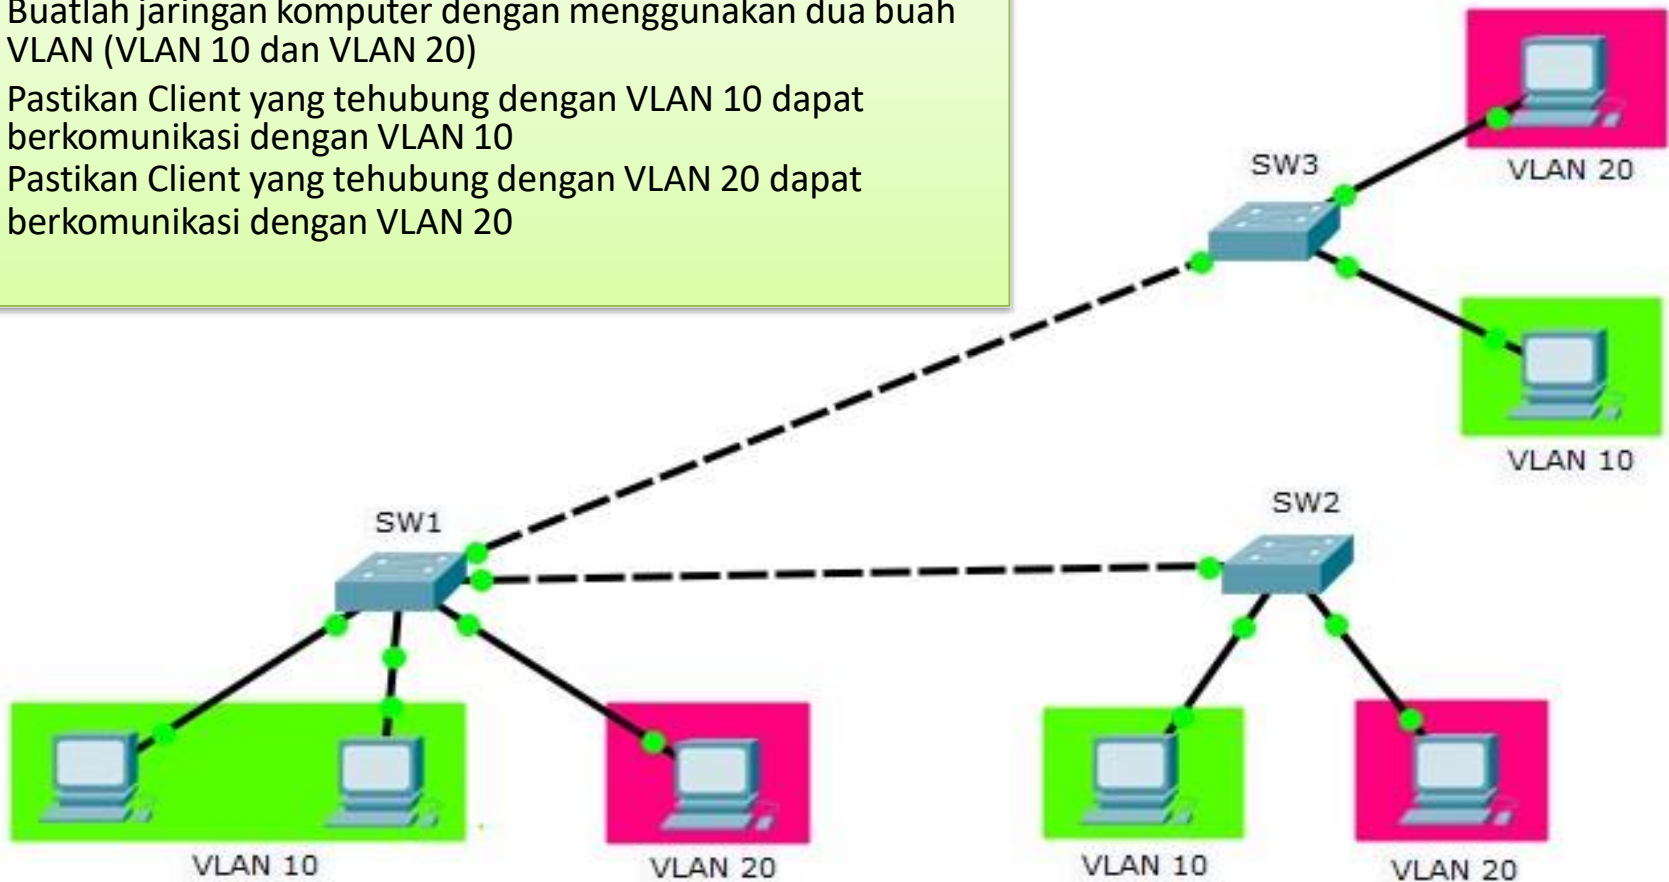 Buatlah jaringan komputer dengan menggunakan dua buah
VLAN (VLAN 10 dan VLAN 20)
Pastikan Client yang tehubung dengan VLAN 10 dapat
berkomunikasi dengan VLAN 10
Pastikan Client yang tehubung dengan VLAN 20 dapat
berkomunikasi dengan VLAN 20
SW3
VLAN 20
VLAN 10
SW1
SW2
VLAN 10
VLAN 20
VLAN 10
VLAN 20